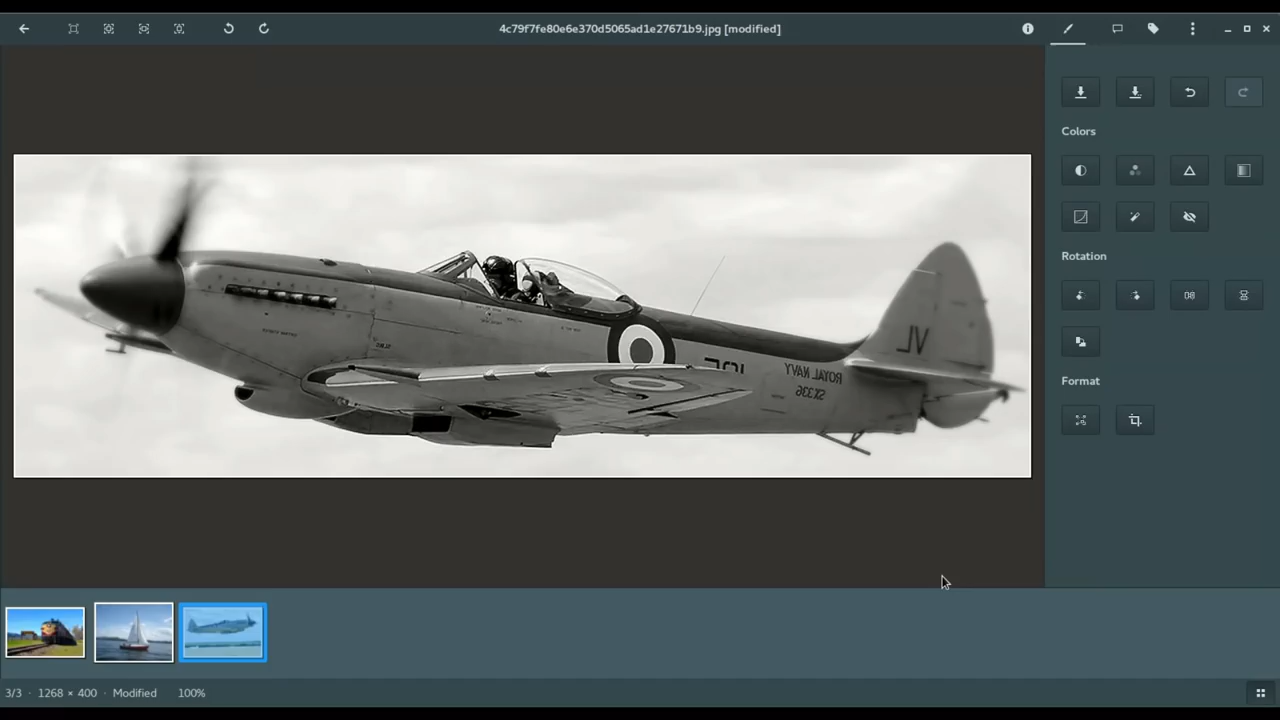 4c79f7fe80e6e370d5065ad1e27671b9.jpg [modified]
Colors
VL
ROYAL NAVY
SX336
Rotation
Format
3/3 · 1268 × 400 · Modified 100%